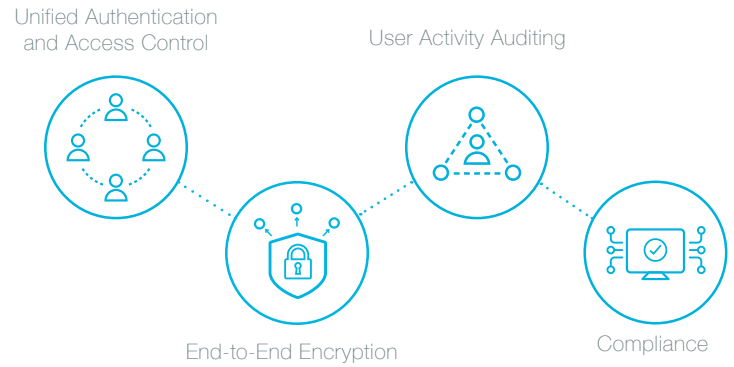 Unified Authentication
and Access Control
User Activity Auditing
End-to-End Encryption
Compliance